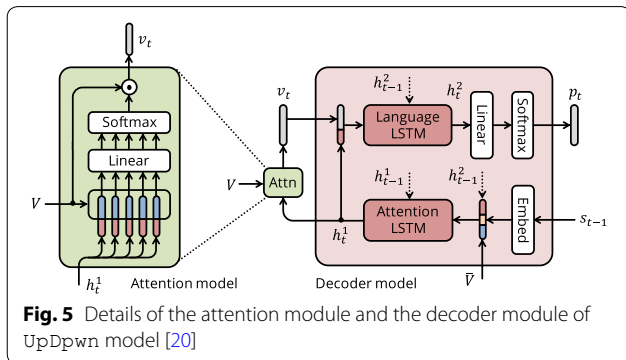 v_t
Softmax
Linear
V
h_t^1
Attention model
v_t
V
Attn
h_{t-1}^2
h_t^2
Language
LSTM
Linear
Softmax
p_t
h_{t-1}^1
h_{t-1}^2
Attention
LSTM
h_t^1
Embed
s_{t-1}
V̄
Decoder model
Fig. 5 Details of the attention module and the decoder module of
UpDpwn model [20]